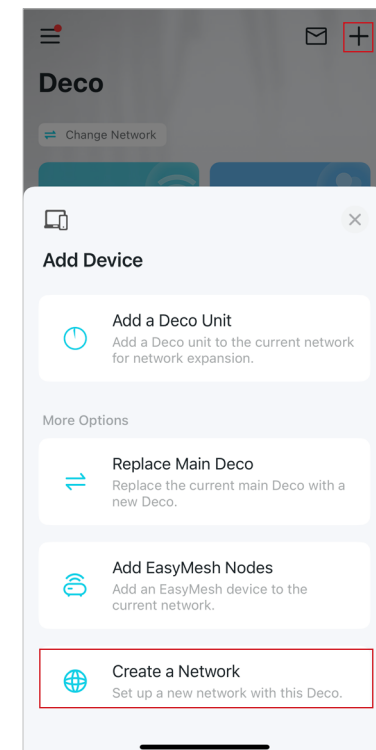 Deco
Change Network
Add Device
Add a Deco Unit
Add a Deco unit to the current network
for network expansion.
More Options
Replace Main Deco
Replace the current main Deco with a
new Deco.
Add EasyMesh Nodes
Add an EasyMesh device to the
current network.
Create a Network
Set up a new network with this Deco.